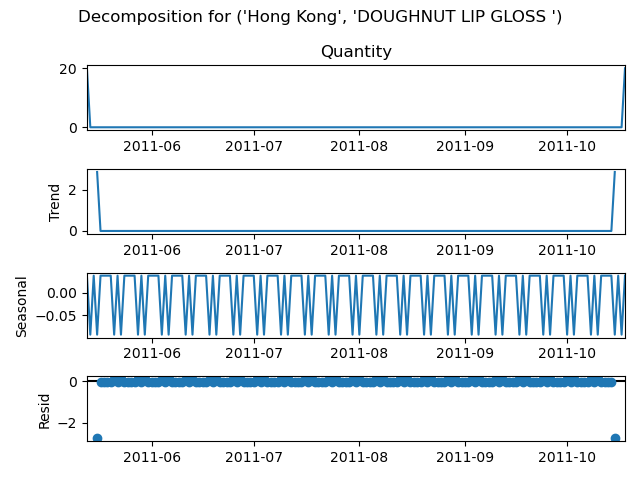 Decomposition for ('Hong Kong', 'DOUGHNUT LIP GLOSS ')
Quantity
20
0
2011-06 2011-07 2011-08 2011-09 2011-10
Trend
2
0
2011-06 2011-07 2011-08 2011-09 2011-10
Seasonal
0.00
−0.05
2011-06 2011-07 2011-08 2011-09 2011-10
Resid
0
−2
2011-06 2011-07 2011-08 2011-09 2011-10